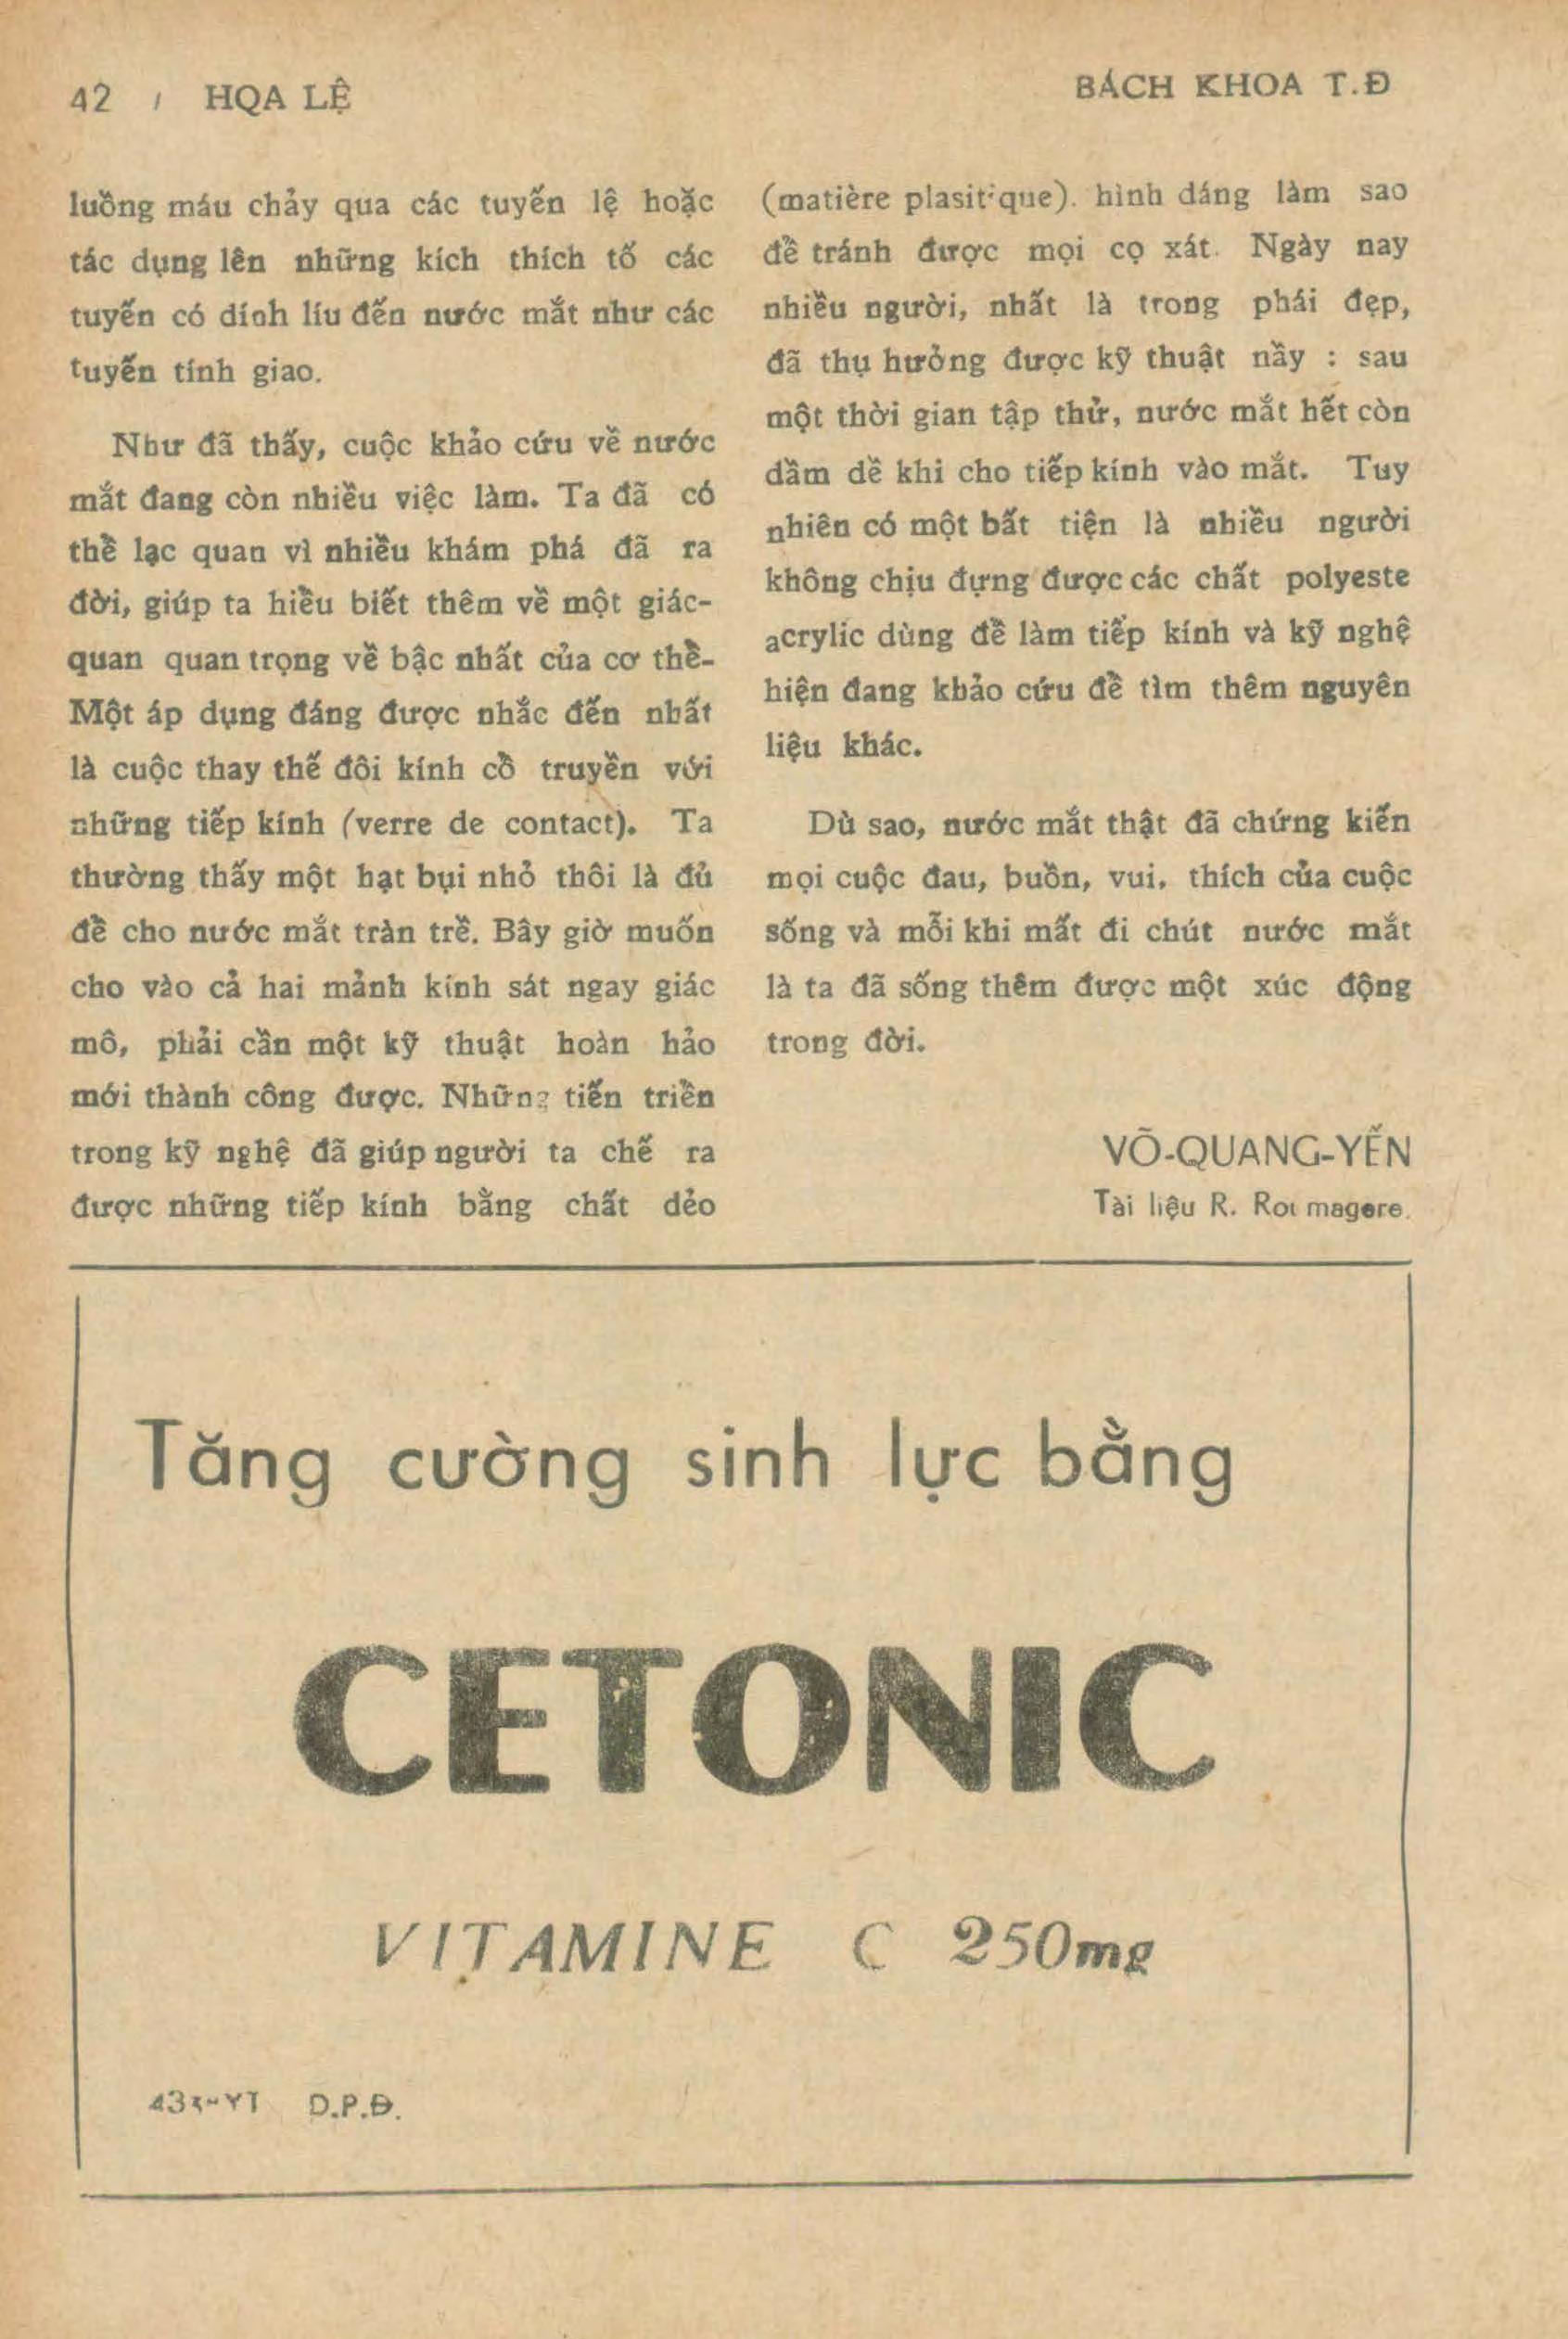 42 / HỌA LỆ
BÁCH KHOA T.Đ
luồng máu chảy qua các tuyến lệ hoặc
tác dụng lên những kích thích tố các
tuyến có dính líu đến nước mắt như các
tuyến tính giao.
Như đã thấy, cuộc khảo cứu về nước
mắt đang còn nhiều việc làm. Ta đã có
thể lạc quan vì nhiều khám phá đã ra
đời, giúp ta hiểu biết thêm về một giác-
quan quan trọng về bậc nhất của cơ thể-
Một áp dụng đáng được nhắc đến nhất
là cuộc thay thế đôi kính cổ truyền với
những tiếp kính (verre de contact). Ta
thường thấy một hạt bụi nhỏ thôi là đủ
để cho nước mắt tràn trề. Bây giờ muốn
cho vào cả hai mảnh kính sát ngay giác
mô, phải cần một kỹ thuật hoàn hảo
mới thành công được. Những tiến triển
trong kỹ nghệ đã giúp người ta chế ra
được những tiếp kính bằng chất dẻo
(matière plasitique). hình dáng làm sao
để tránh được mọi cọ xát. Ngày nay
nhiều người, nhất là trong phái đẹp,
đã thụ hưởng được kỹ thuật nầy : sau
một thời gian tập thử, nước mắt hết còn
dầm dề khi cho tiếp kính vào mắt. Tuy
nhiên có một bất tiện là nhiều người
không chịu đựng được các chất polyeste
acrylic dùng để làm tiếp kính và kỹ nghệ
hiện đang khảo cứu để tìm thêm nguyên
liệu khác.
Dù sao, nước mắt thật đã chứng kiến
mọi cuộc đau, buồn, vui, thích của cuộc
sống và mỗi khi mất đi chút nước mắt
là ta đã sống thêm được một xúc động
trong đời.
VÕ-QUANG-YẾN
Tài liệu R.
Tăng cường sinh lực bằng
CETONIC
VITAMINE C 250mg
D.P.Đ.